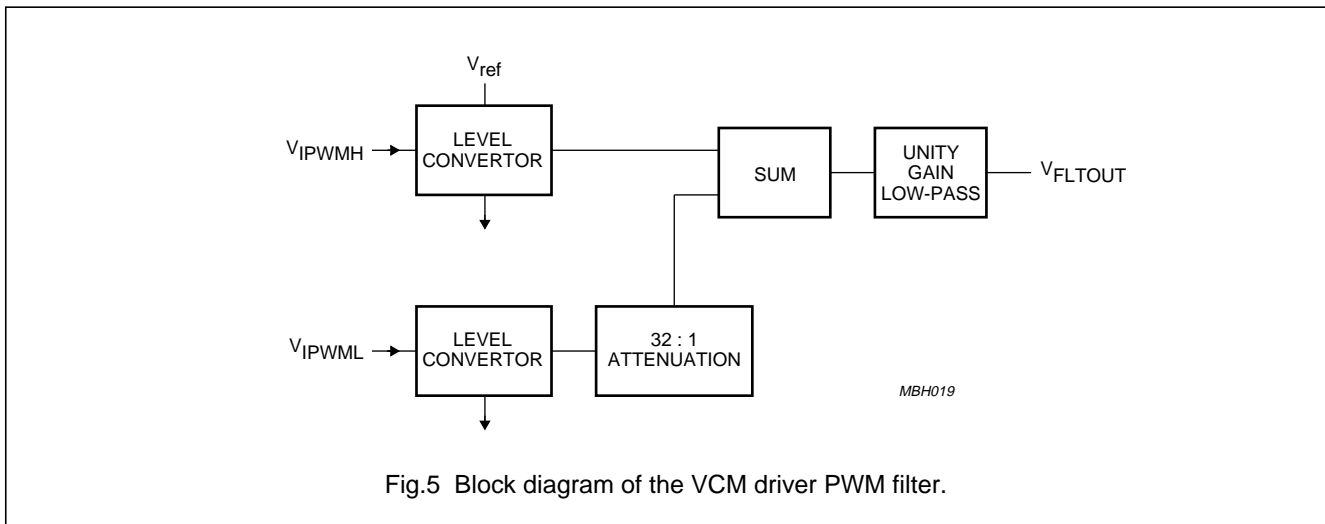 Vref
VIPWMH
LEVEL
CONVERTOR
SUM
UNITY
GAIN
LOW-PASS
VFLTOUT
VIPWML
LEVEL
CONVERTOR
32 : 1
ATTENUATION
MBH019
Fig.5 Block diagram of the VCM driver PWM filter.